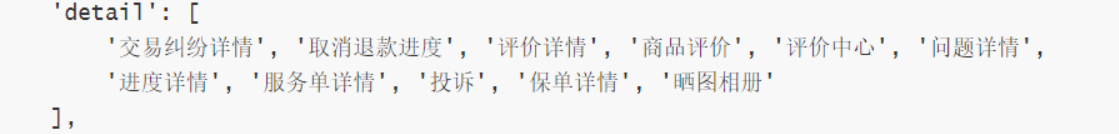 'detail': [
'交易纠纷详情', '取消退款进度', '评价详情', '商品评价', '评价中心', '问题详情',
'进度详情', '服务单详情', '投诉', '保单详情', '晒图相册'
],